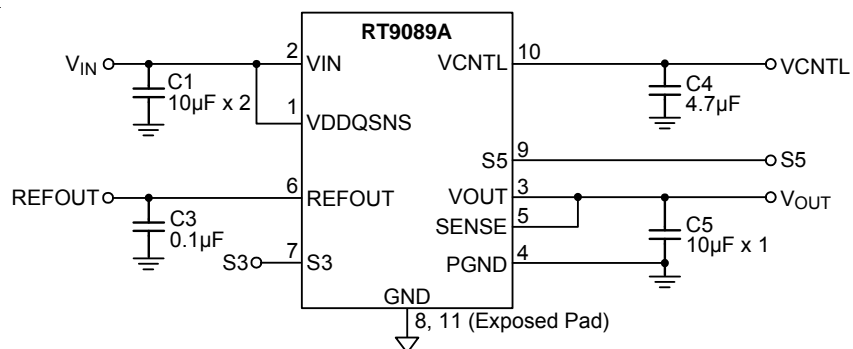 RT9089A
V_IN
2
VIN
VCNTL
10
VCNTL
C1
10µF x 2
C4
4.7µF
1
VDDQSNS
S5
9
S5
REFOUT
6
REFOUT
VOUT
3
V_OUT
C3
0.1µF
SENSE
5
C5
10µF x 1
S3
7
S3
PGND
4
GND
8, 11 (Exposed Pad)